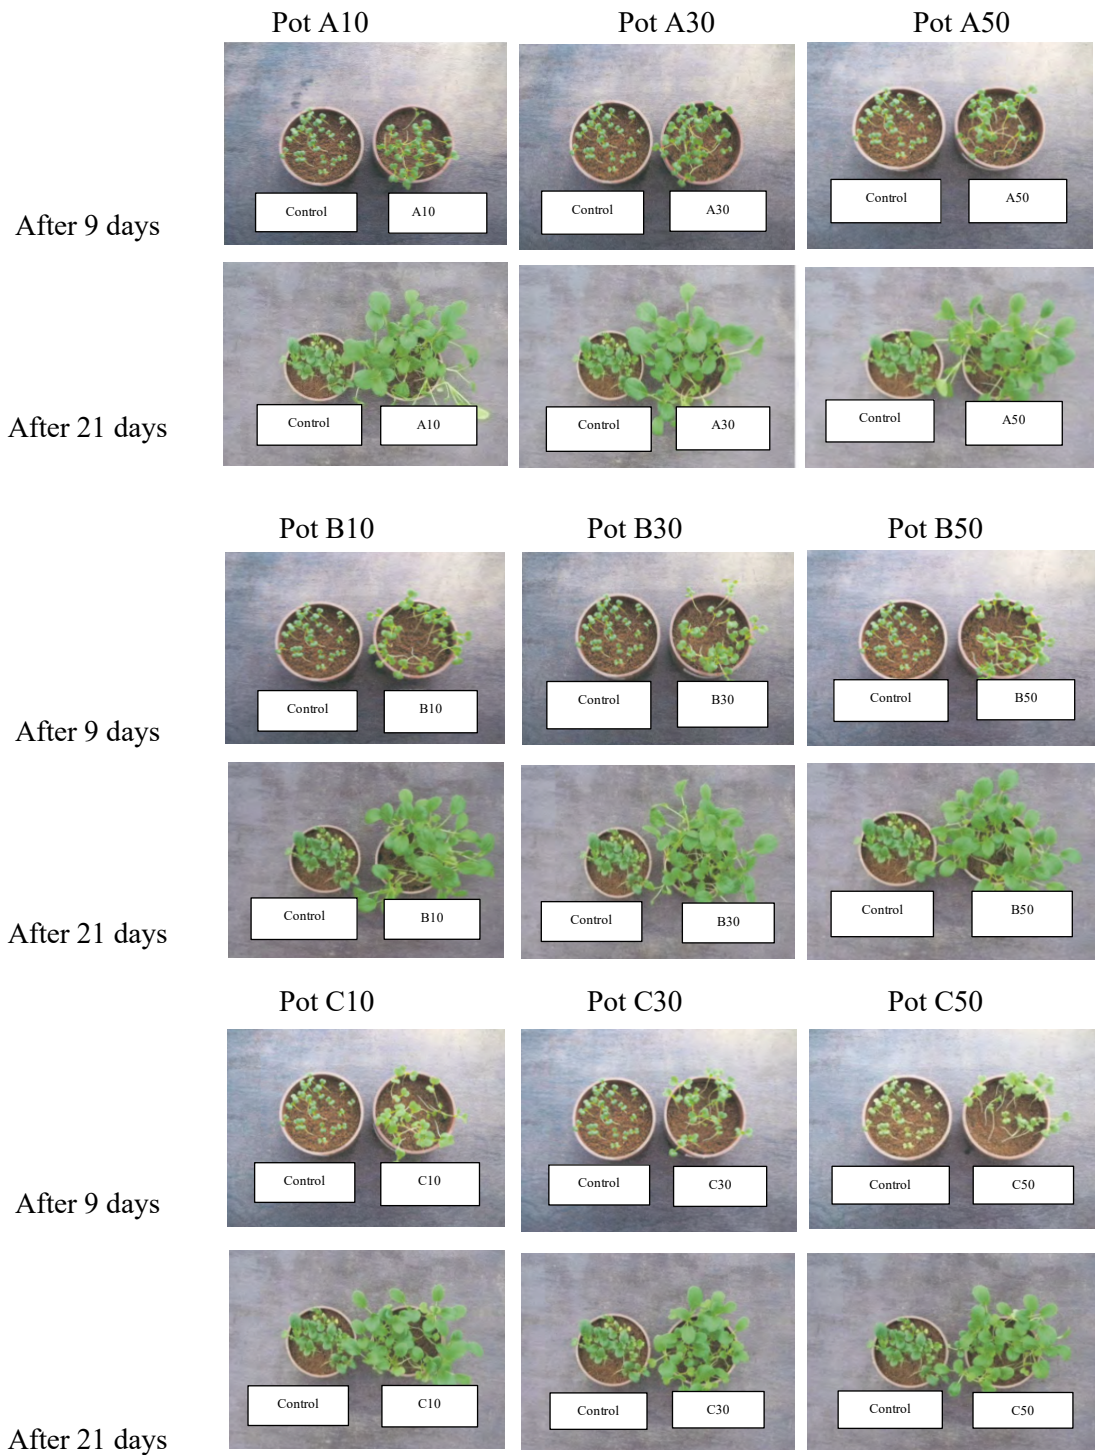 Pot A10 Pot A30 Pot A50
Control A10 Control A30 Control A50
After 9 days
Control A10 Control A30 Control A50
After 21 days
Pot B10 Pot B30 Pot B50
Control B10 Control B30 Control B50
After 9 days
Control B10 Control B30 Control B50
After 21 days
Pot C10 Pot C30 Pot C50
Control C10 Control C30 Control C50
After 9 days
Control C10 Control C30 Control C50
After 21 days